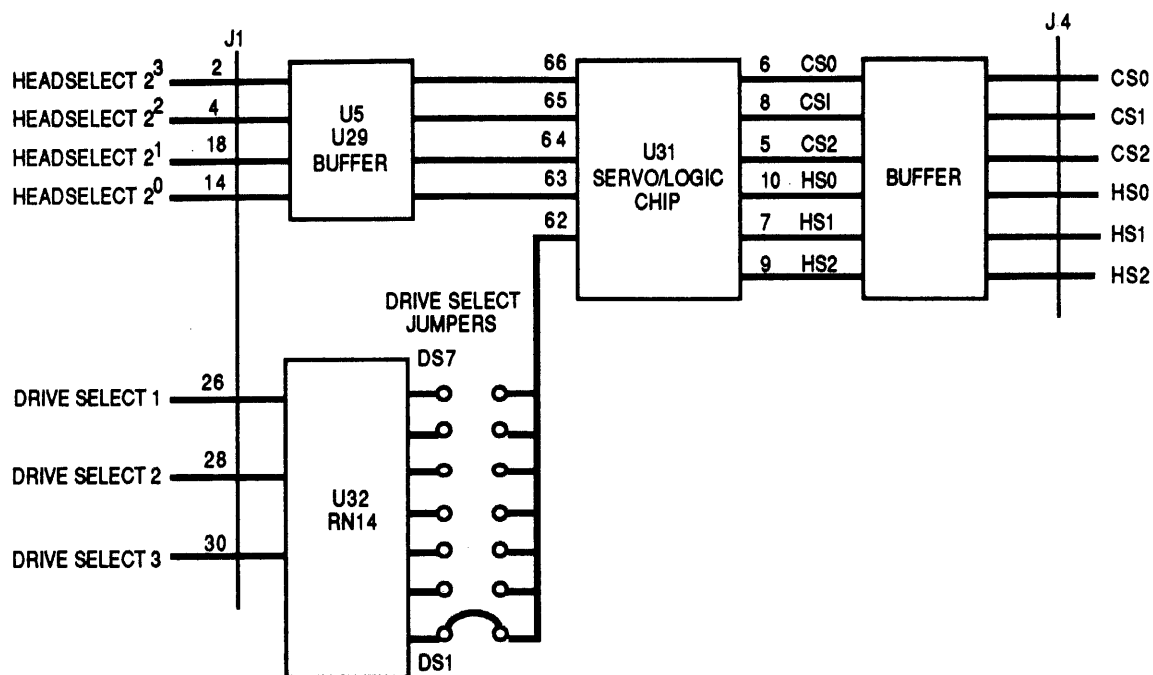 J1
J4
HEADSELECT 2³ 2
HEADSELECT 2² 4
HEADSELECT 2¹ 18
HEADSELECT 2⁰ 14
U5
U29
BUFFER
66
65
64
63
62
U31
SERVO/LOGIC
CHIP
6 CS0
8 CSI
5 CS2
10 HS0
7 HS1
9 HS2
BUFFER
CS0
CS1
CS2
HS0
HS1
HS2
DRIVE SELECT
JUMPERS
DS7
DRIVE SELECT 1 26
DRIVE SELECT 2 28
DRIVE SELECT 3 30
U32
RN14
DS1